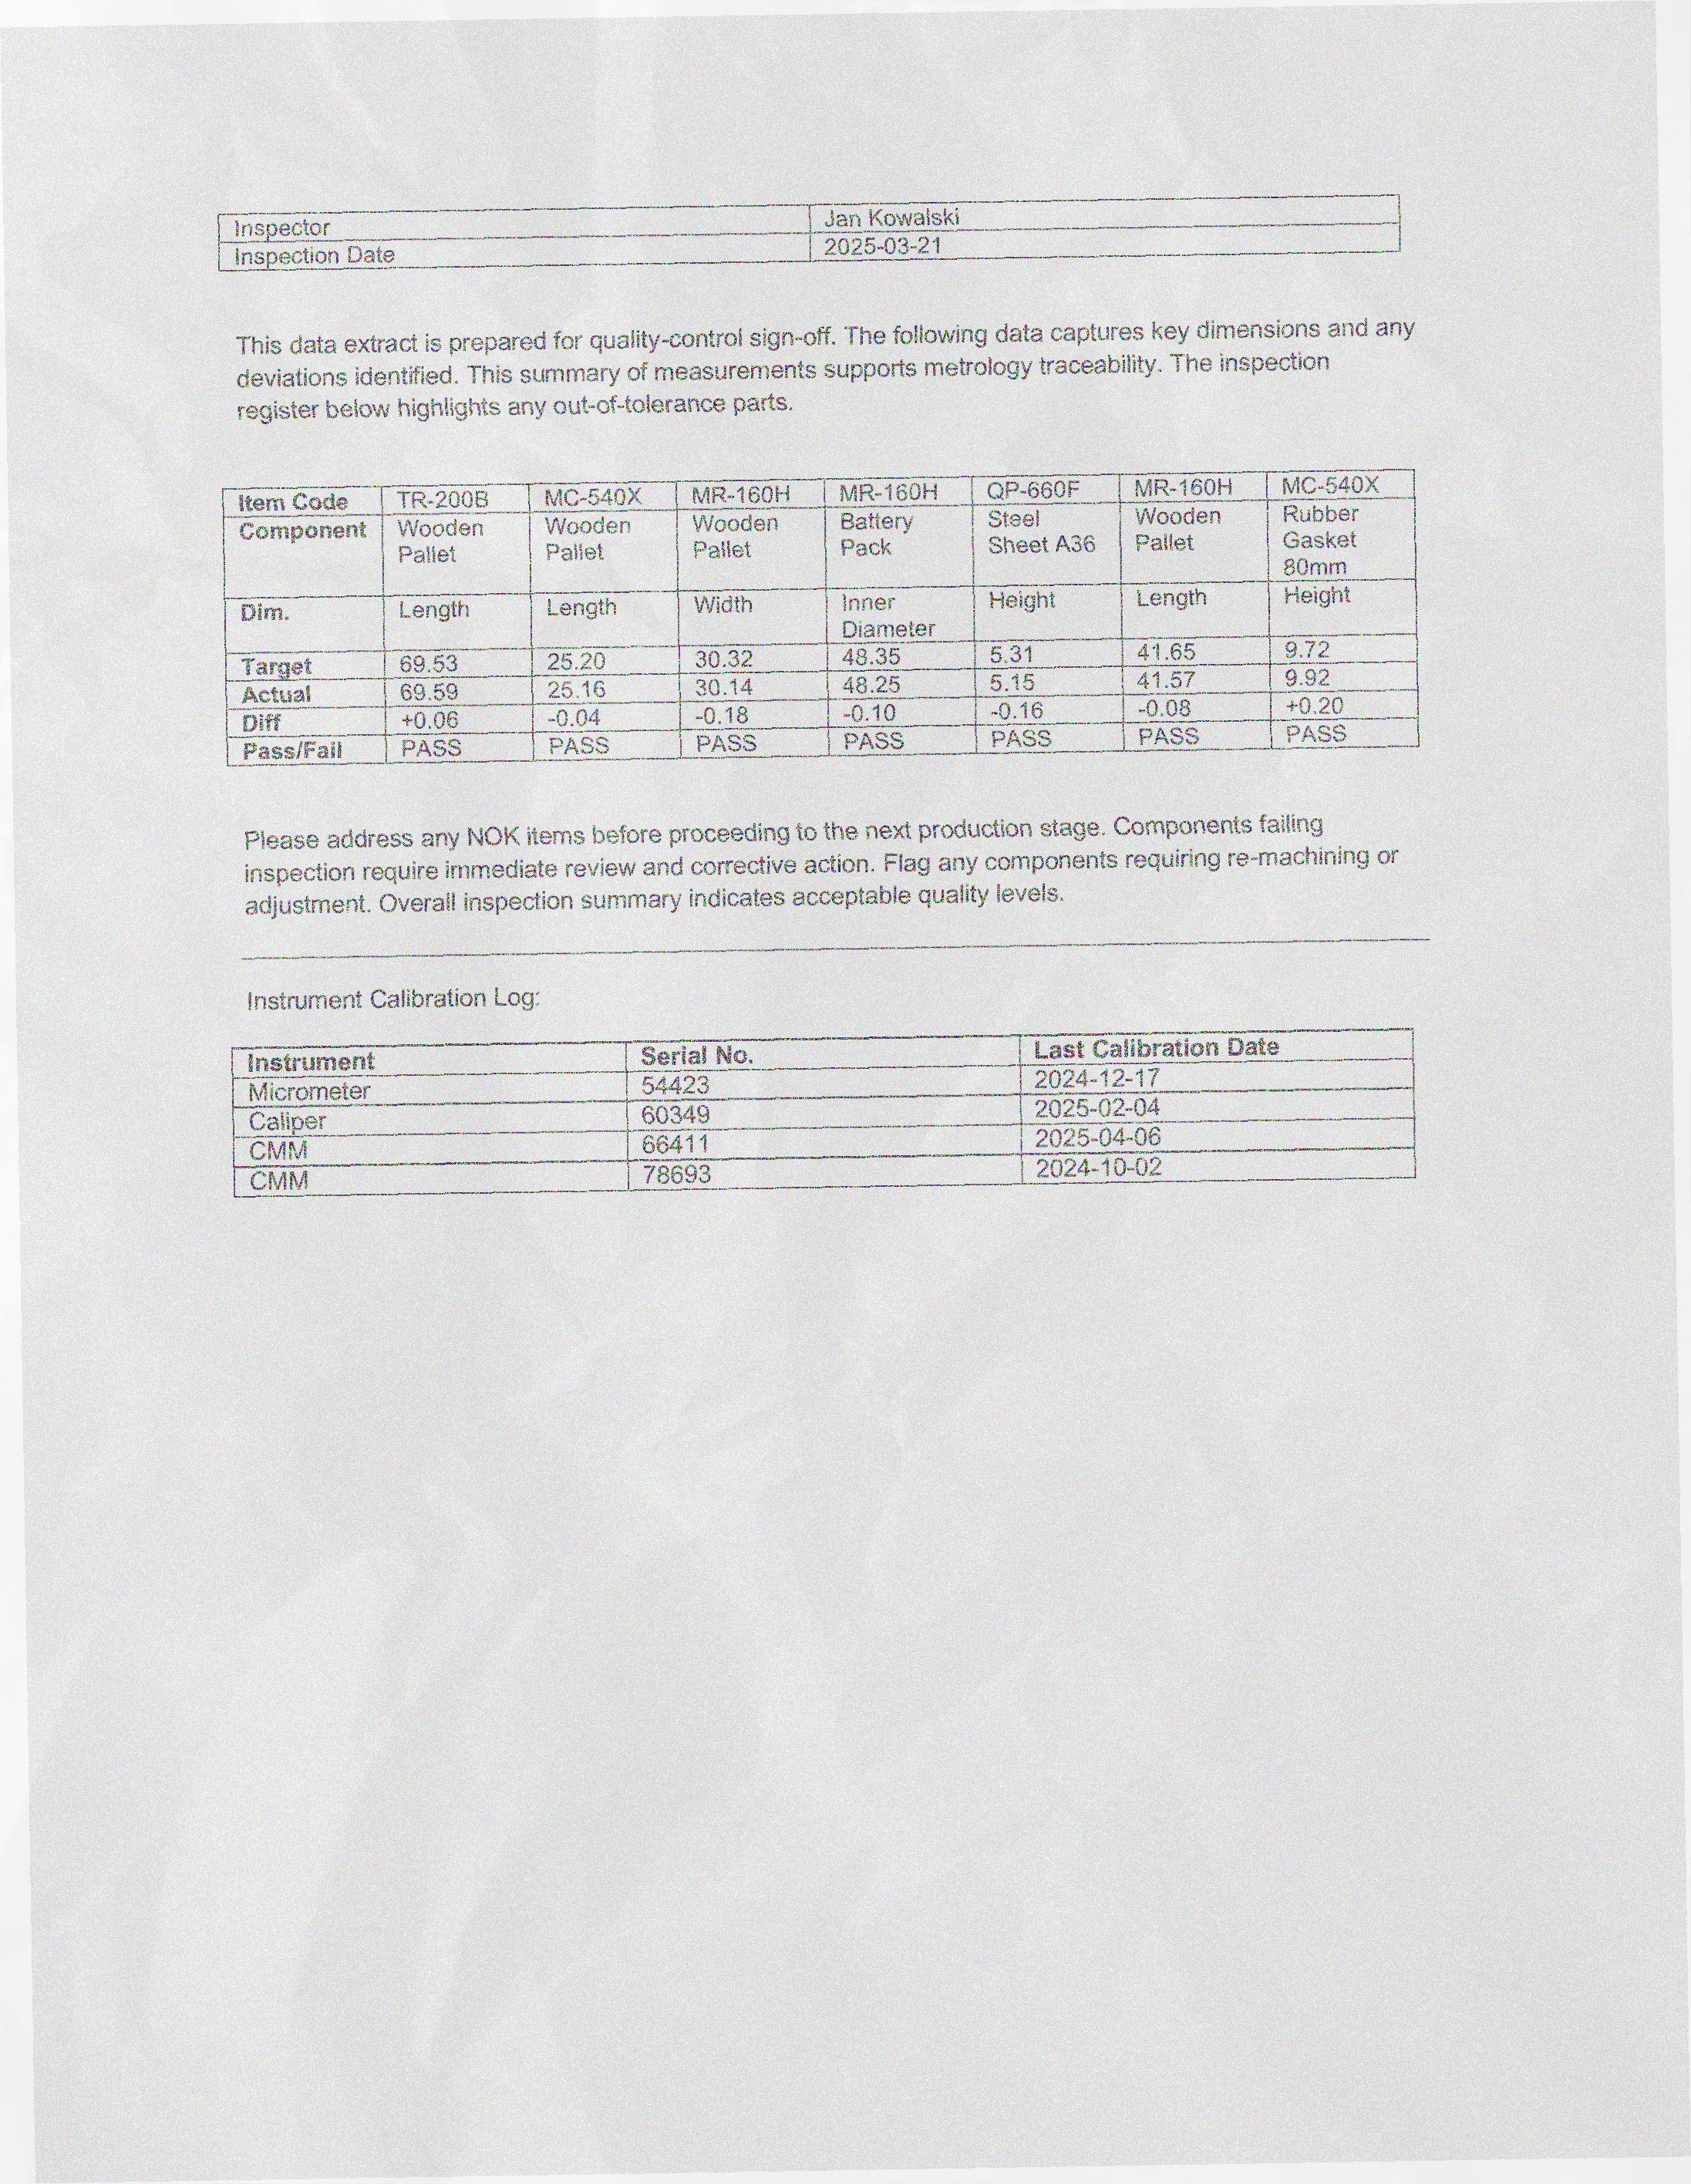 Inspector Jan Kowalski
Inspection Date 2025-03-21
This data extract is prepared for quality-control sign-off. The following data captures key dimensions and any
deviations identified. This summary of measurements supports metrology traceability. The inspection
register below highlights any out-of-tolerance parts.
Item Code TR-200B MC-540X MR-160H MR-160H QP-660F MR-160H MC-540X
Component Wooden Wooden Wooden Battery Steel Wooden Rubber
Pallet Pallet Pallet Pack Sheet A36 Pallet Gasket
80mm
Dim. Length Length Width Inner Height Length Height
Diameter
Target 69.53 25.20 30.32 48.35 5.31 41.65 9.72
Actual 69.59 25.16 30.14 48.25 5.15 41.57 9.92
Diff +0.06 -0.04 -0.18 -0.10 -0.16 -0.08 +0.20
Pass/Fail PASS PASS PASS PASS PASS PASS PASS
Please address any NOK items before proceeding to the next production stage. Components failing
inspection require immediate review and corrective action. Flag any components requiring re-machining or
adjustment. Overall inspection summary indicates acceptable quality levels.
Instrument Calibration Log:
Instrument Serial No. Last Calibration Date
Micrometer 54423 2024-12-17
Caliper 60349 2025-02-04
CMM 66411 2025-04-06
CMM 78693 2024-10-02